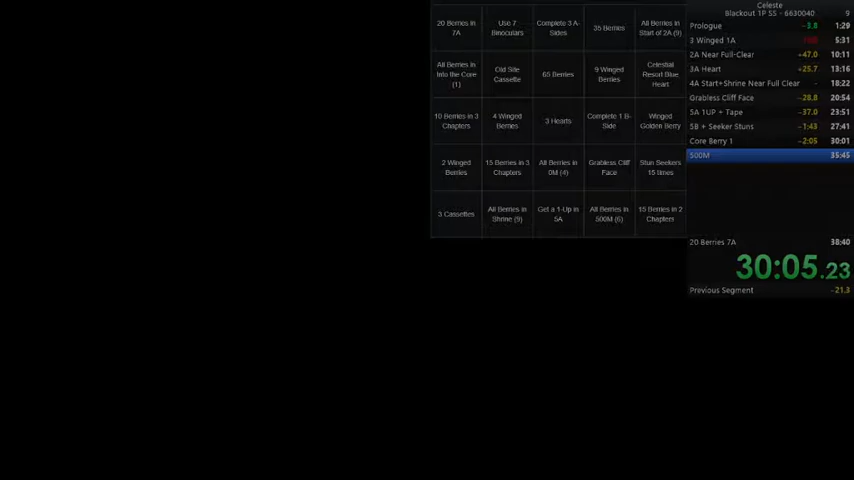 20 Berries in
7A
Use 7
Binoculars
Complete 3 A-
Sides
35 Berries
All Berries in
Start of 2A (9)
All Berries in
Into the Core
(1)
Old Site
Cassette
65 Berries
9 Winged
Berries
Celestial
Resort Blue
Heart
10 Berries in 3
Chapters
4 Winged
Berries
3 Hearts
Complete 1 B-
Side
Winged
Golden Berry
2 Winged
Berries
15 Berries in 3
Chapters
All Berries in
0M (4)
Grabless Cliff
Face
Stun Seekers
15 times
3 Cassettes
All Berries in
Shrine (9)
Get a 1-Up in
5A
All Berries in
500M (6)
15 Berries in 2
Chapters
Celeste
Blackout 1P SS - 6630040 9
Prologue -3.8 1:29
3 Winged 1A 5:31
2A Near Full-Clear +47.0 10:11
3A Heart +25.7 13:16
4A Start+Shrine Near Full Clear - 18:22
Grabless Cliff Face -28.8 20:54
5A 1UP + Tape -37.0 23:51
5B + Seeker Stuns -1:43 27:41
Core Berry 1 -2:05 30:01
500M 35:45
20 Berries 7A 38:40
30:05.23
Previous Segment -21.3